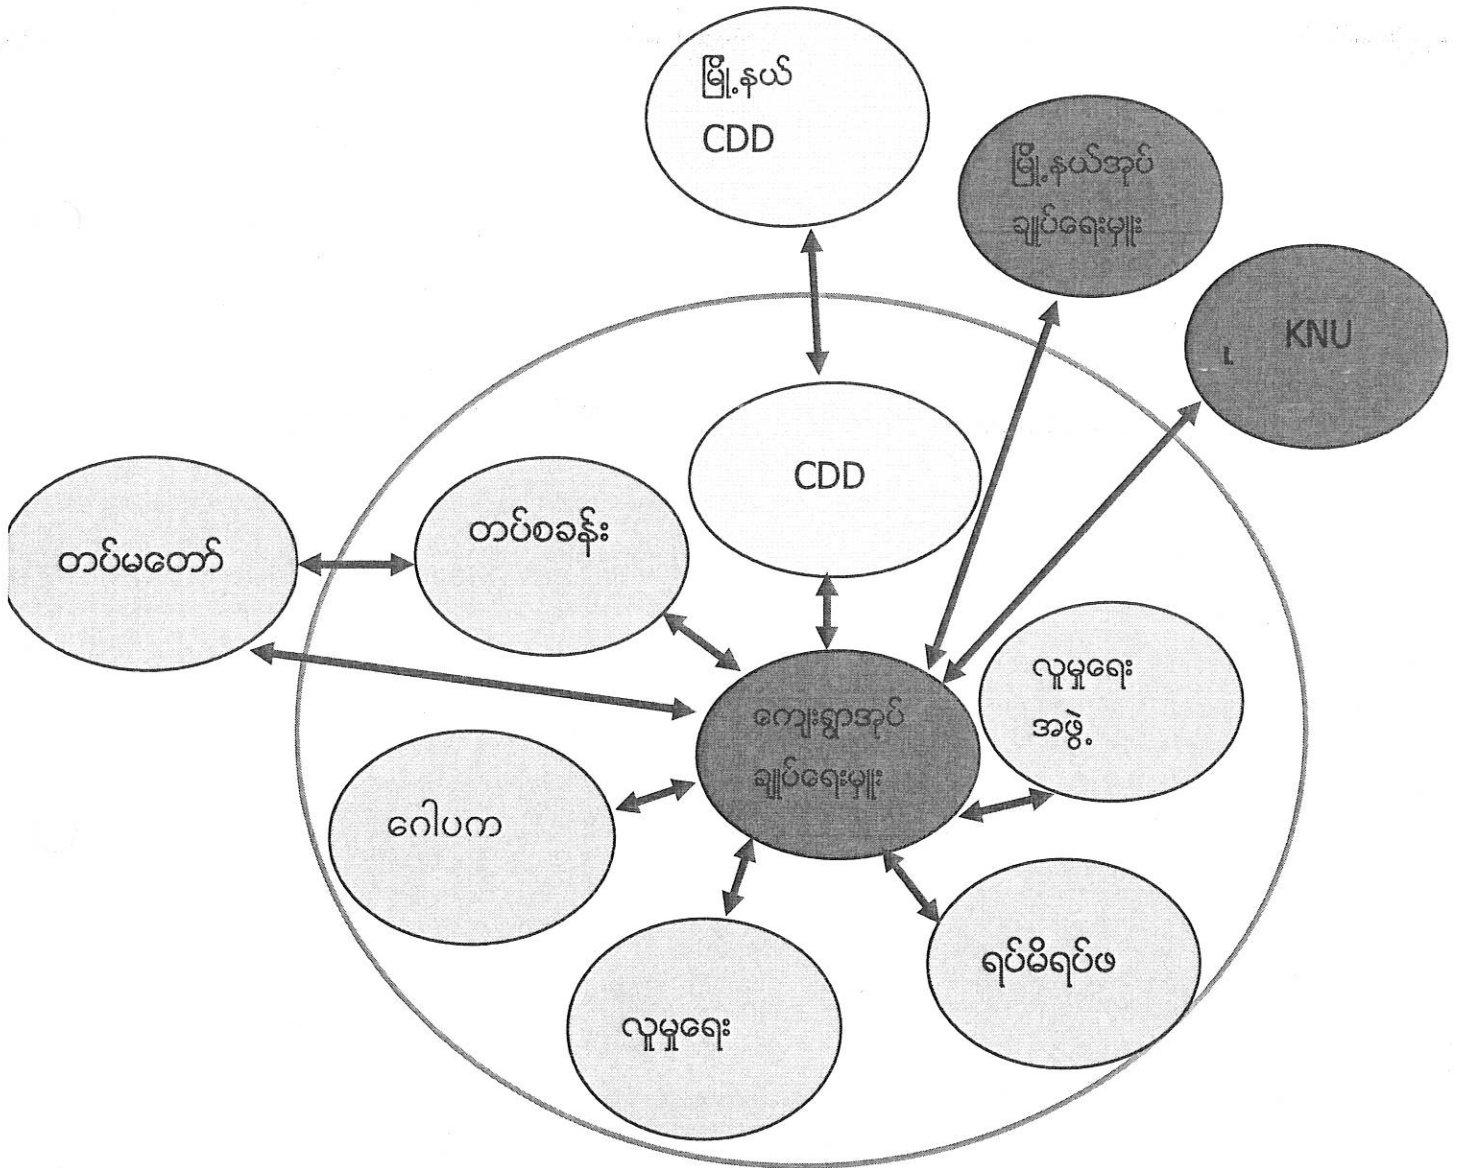 မြို့နယ်
CDD
မြို့နယ်အုပ်
ချုပ်ရေးမှူး
KNU
CDD
တပ်စခန်း
တပ်မတော်
လူမှုရေး
အဖွဲ့
ကျေးရွာအုပ်
ချုပ်ရေးမှူး
ဂေါပက
ရပ်မိရပ်ဖ
လူမှုရေး